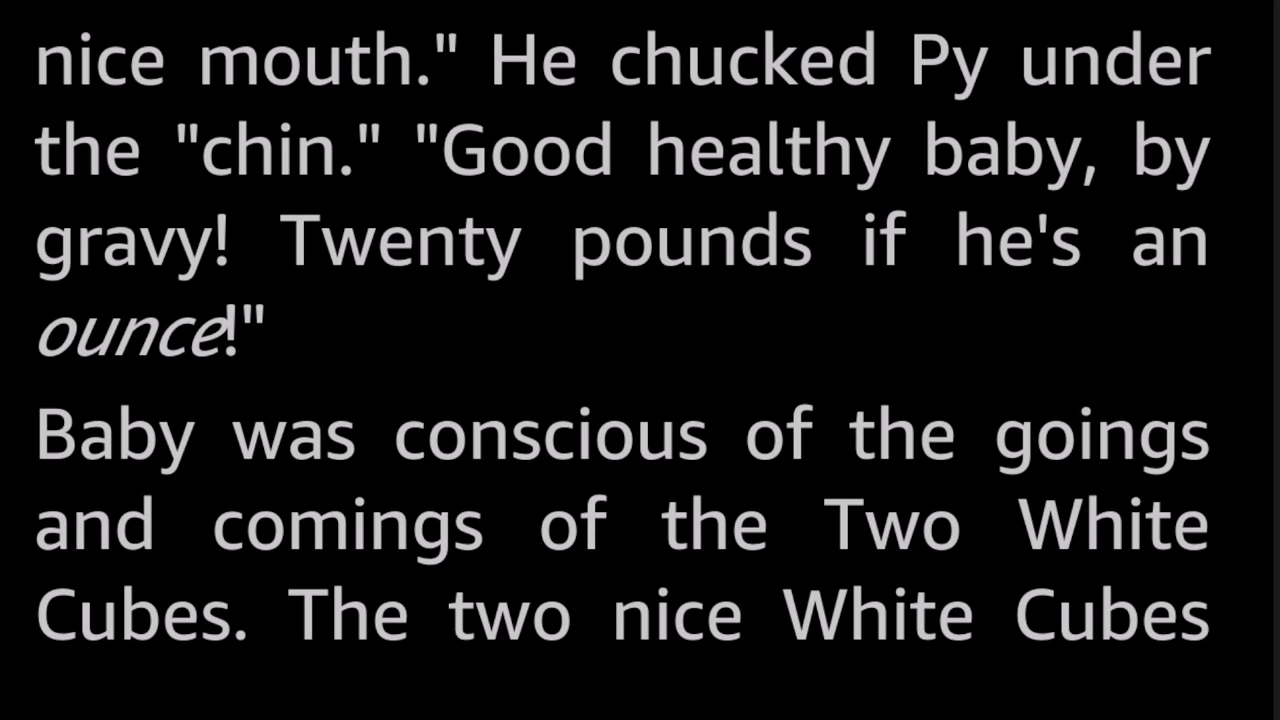 nice mouth." He chucked Py under
the "chin." "Good healthy baby, by
gravy! Twenty pounds if he's an
ounce!"
Baby was conscious of the goings
and comings of the Two White
Cubes. The two nice White Cubes